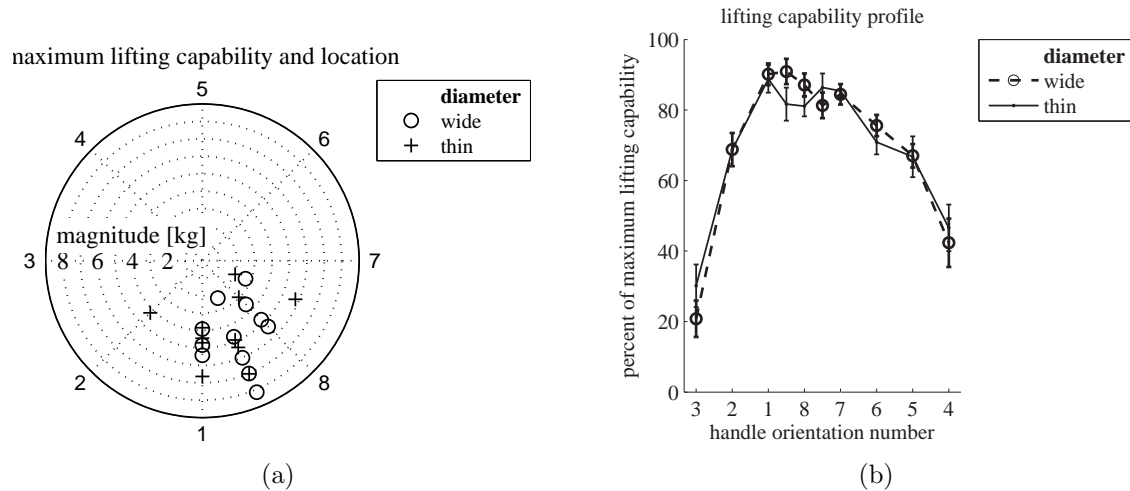 maximum lifting capability and location
diameter
wide
thin
5
4
6
magnitude [kg]
3
8 6 4 2
7
2
8
1
(a)
lifting capability profile
diameter
wide
thin
percent of maximum lifting capability
100
80
60
40
20
0
3 2 1 8 7 6 5 4
handle orientation number
(b)